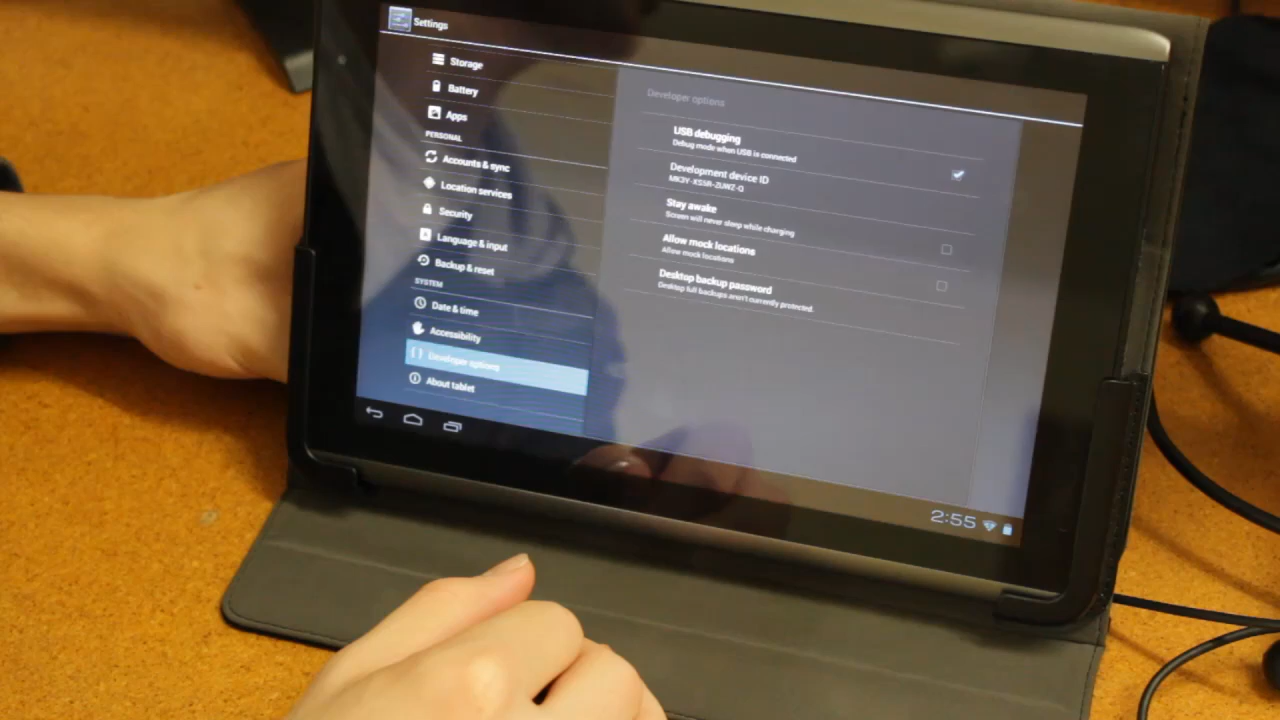 Settings
Storage
Battery
Apps
PERSONAL
Accounts & sync
Location services
Security
Language & input
Backup & reset
SYSTEM
Date & time
Accessibility
Developer options
About tablet
Developer options
USB debugging
Debug mode when USB is connected
Development device ID
Stay awake
Screen will never sleep while charging
Allow mock locations
Allow mock locations
Desktop backup password
Desktop full backups aren't currently protected.
2:55